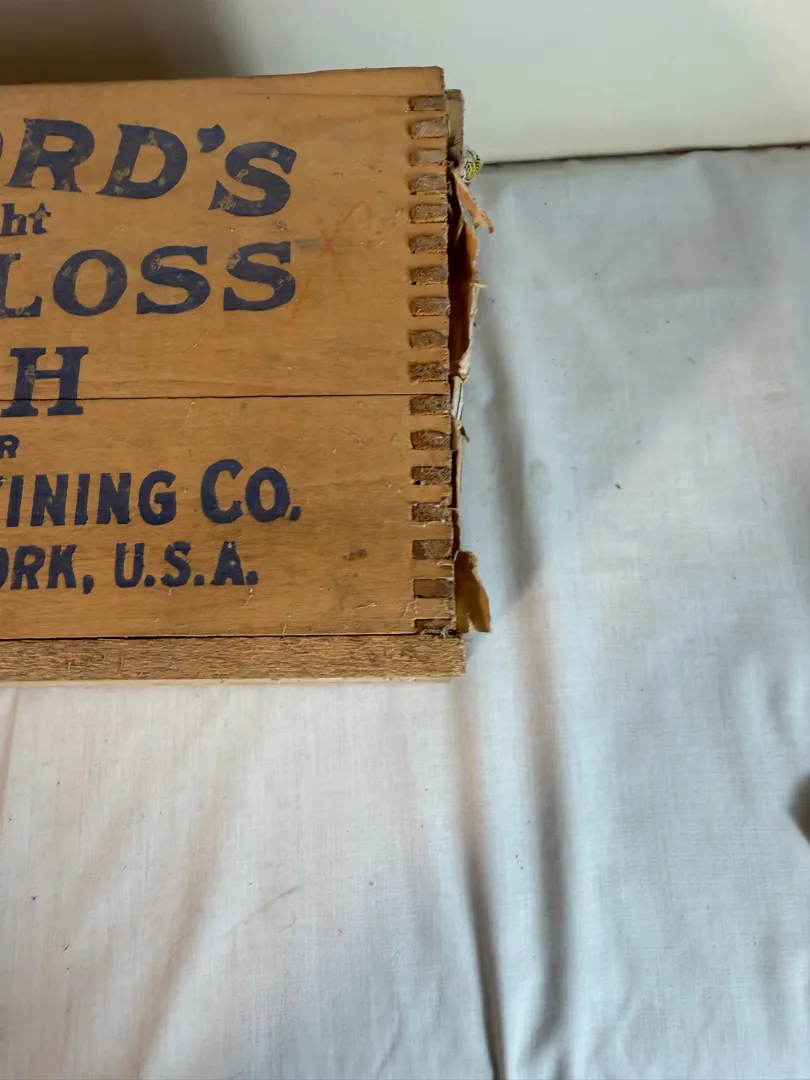 ORD'S
ht
LOSS
H
R
INING CO.
ORK, U.S.A.